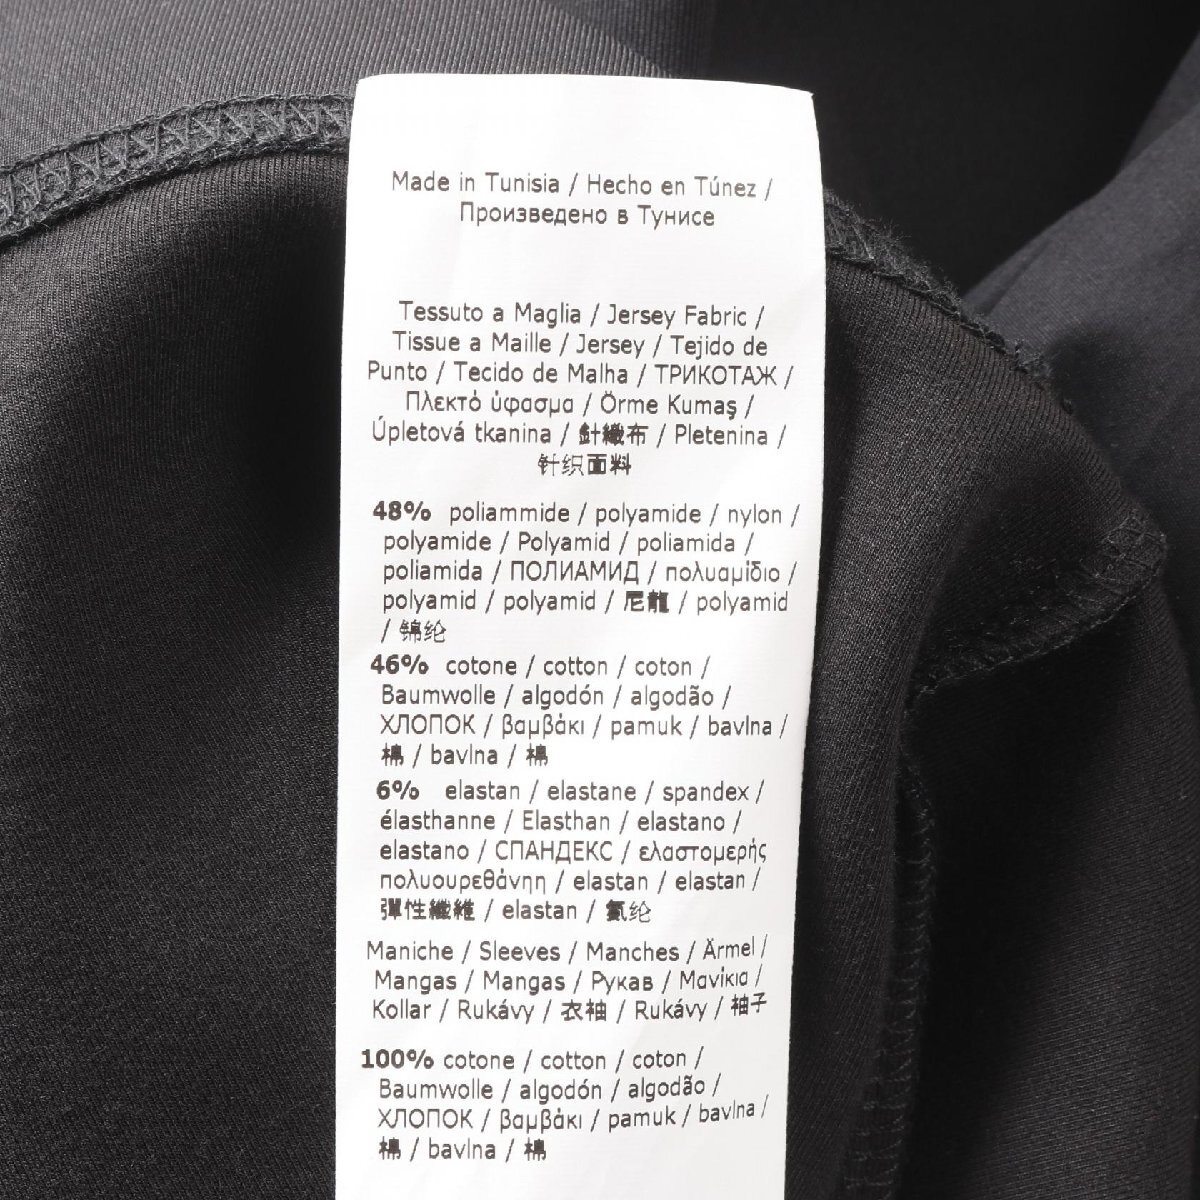 Made in Tunisia / Hecho en Túnez /
Произведено в Тунисе
Tessuto a Maglia / Jersey Fabric /
Tissue a Maille / Jersey / Tejido de
Punto / Tecido de Malha / ТРИКОТАЖ /
Πλεκτό ύφασμα / Örme Kumaş /
Úpletová tkanina / 針織布 / Pletenina /
针织面料
48% poliammide / polyamide / nylon /
polyamide / Polyamid / poliamida /
poliamida / ПОЛИАМИД / πολυαμίδιο /
polyamid / polyamid / 尼龍 / polyamid
/ 锦纶
46% cotone / cotton / coton /
Baumwolle / algodón / algodão /
ХЛОПОК / βαμβάκι / pamuk / bavlna /
棉 / bavlna / 棉
6% elastan / elastane / spandex /
élasthanne / Elasthan / elastano /
elastano / СПАНДЕКС / ελαστομερής
πολυουρεθάνηη / elastan / elastan /
彈性纖維 / elastan / 氨纶
Maniche / Sleeves / Manches / Ärmel /
Mangas / Mangas / Рукав / Μανίκια /
Kollar / Rukávy / 衣袖 / Rukávy / 袖子
100% cotone / cotton / coton /
Baumwolle / algodón / algodão /
ХЛОПОК / βαμβάκι / pamuk / bavlna /
棉 / bavlna / 棉